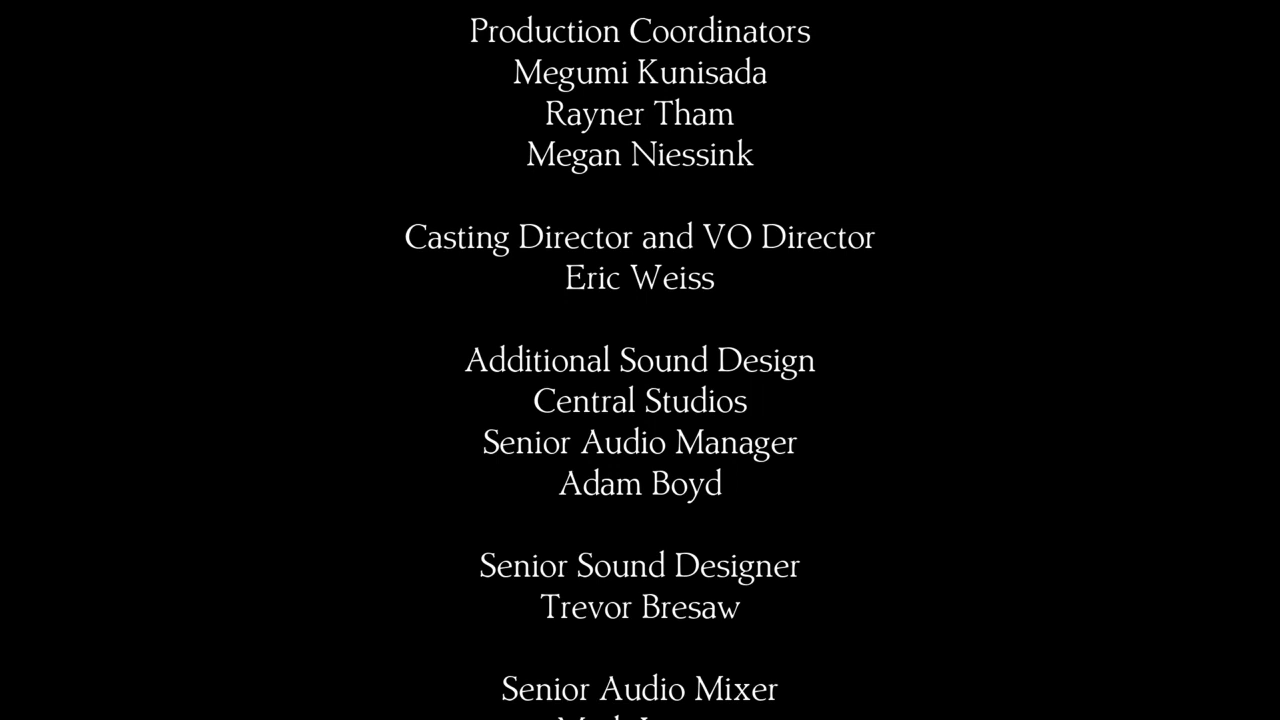 Production Coordinators
Megumi Kunisada
Rayner Tham
Megan Niessink
Casting Director and VO Director
Eric Weiss
Additional Sound Design
Central Studios
Senior Audio Manager
Adam Boyd
Senior Sound Designer
Trevor Bresaw
Senior Audio Mixer